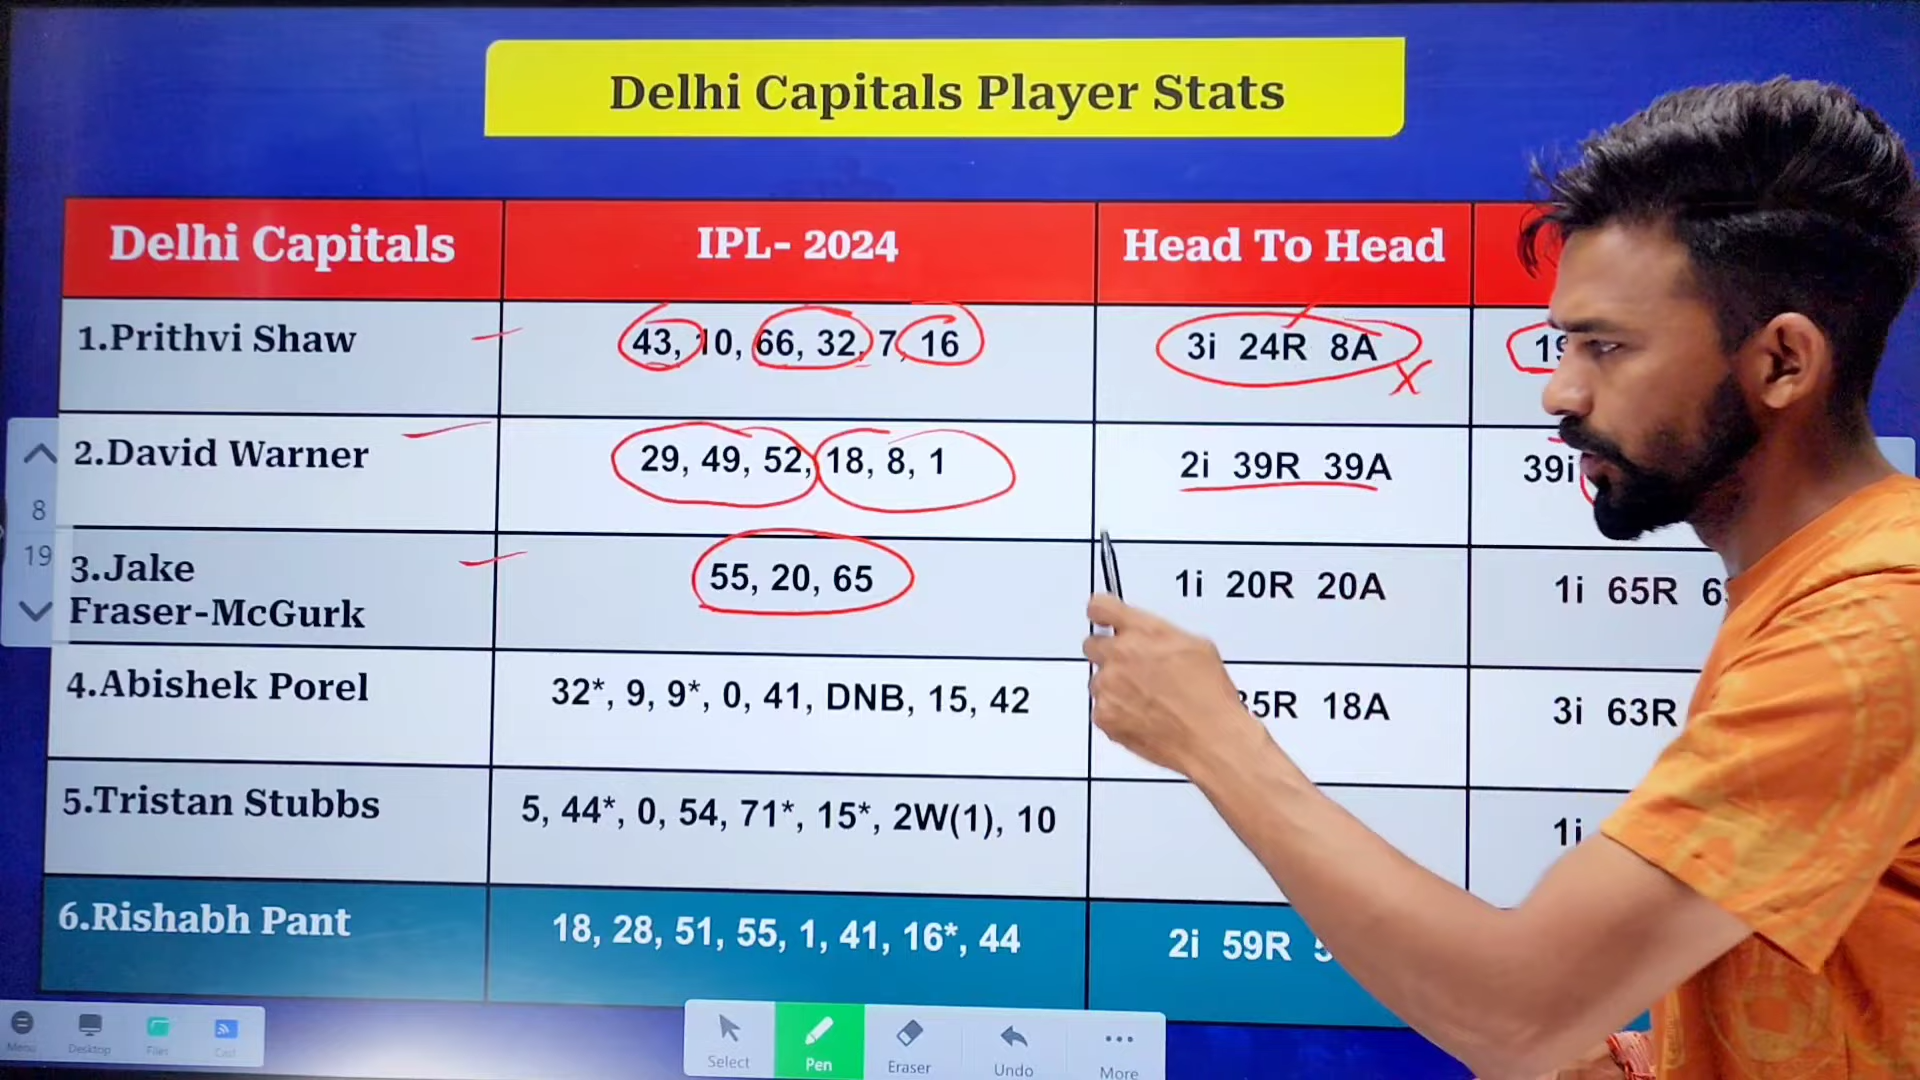 Delhi Capitals Player Stats
Delhi Capitals IPL- 2024 Head To Head
1.Prithvi Shaw 43, 10, 66, 32, 7, 16 3i 24R 8A
2.David Warner 29, 49, 52, 18, 8, 1 2i 39R 39A 39i
3.Jake
Fraser-McGurk 55, 20, 65 1i 20R 20A 1i 65R
4.Abishek Porel 32*, 9, 9*, 0, 41, DNB, 15, 42 18A 3i 63R
5.Tristan Stubbs 5, 44*, 0, 54, 71*, 15*, 2W(1), 10 1i
6.Rishabh Pant 18, 28, 51, 55, 1, 41, 16*, 44 2i 59R
8
19
Menu Desktop Files Cast
Select Pen Eraser Undo More